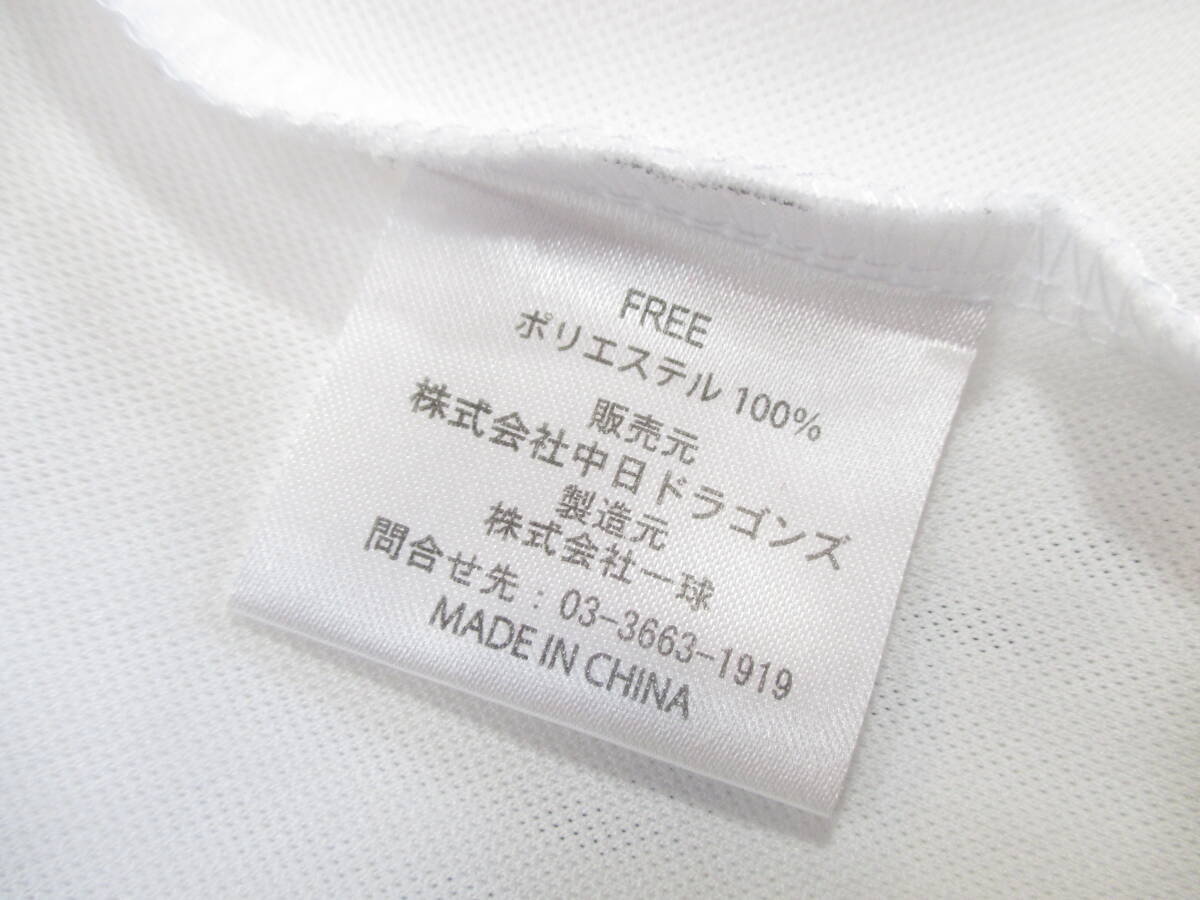 FREE
ポリエステル 100%
販売元
株式会社中日ドラゴンズ
製造元
株式会社一球
問合せ先：03-3663-1919
MADE IN CHINA